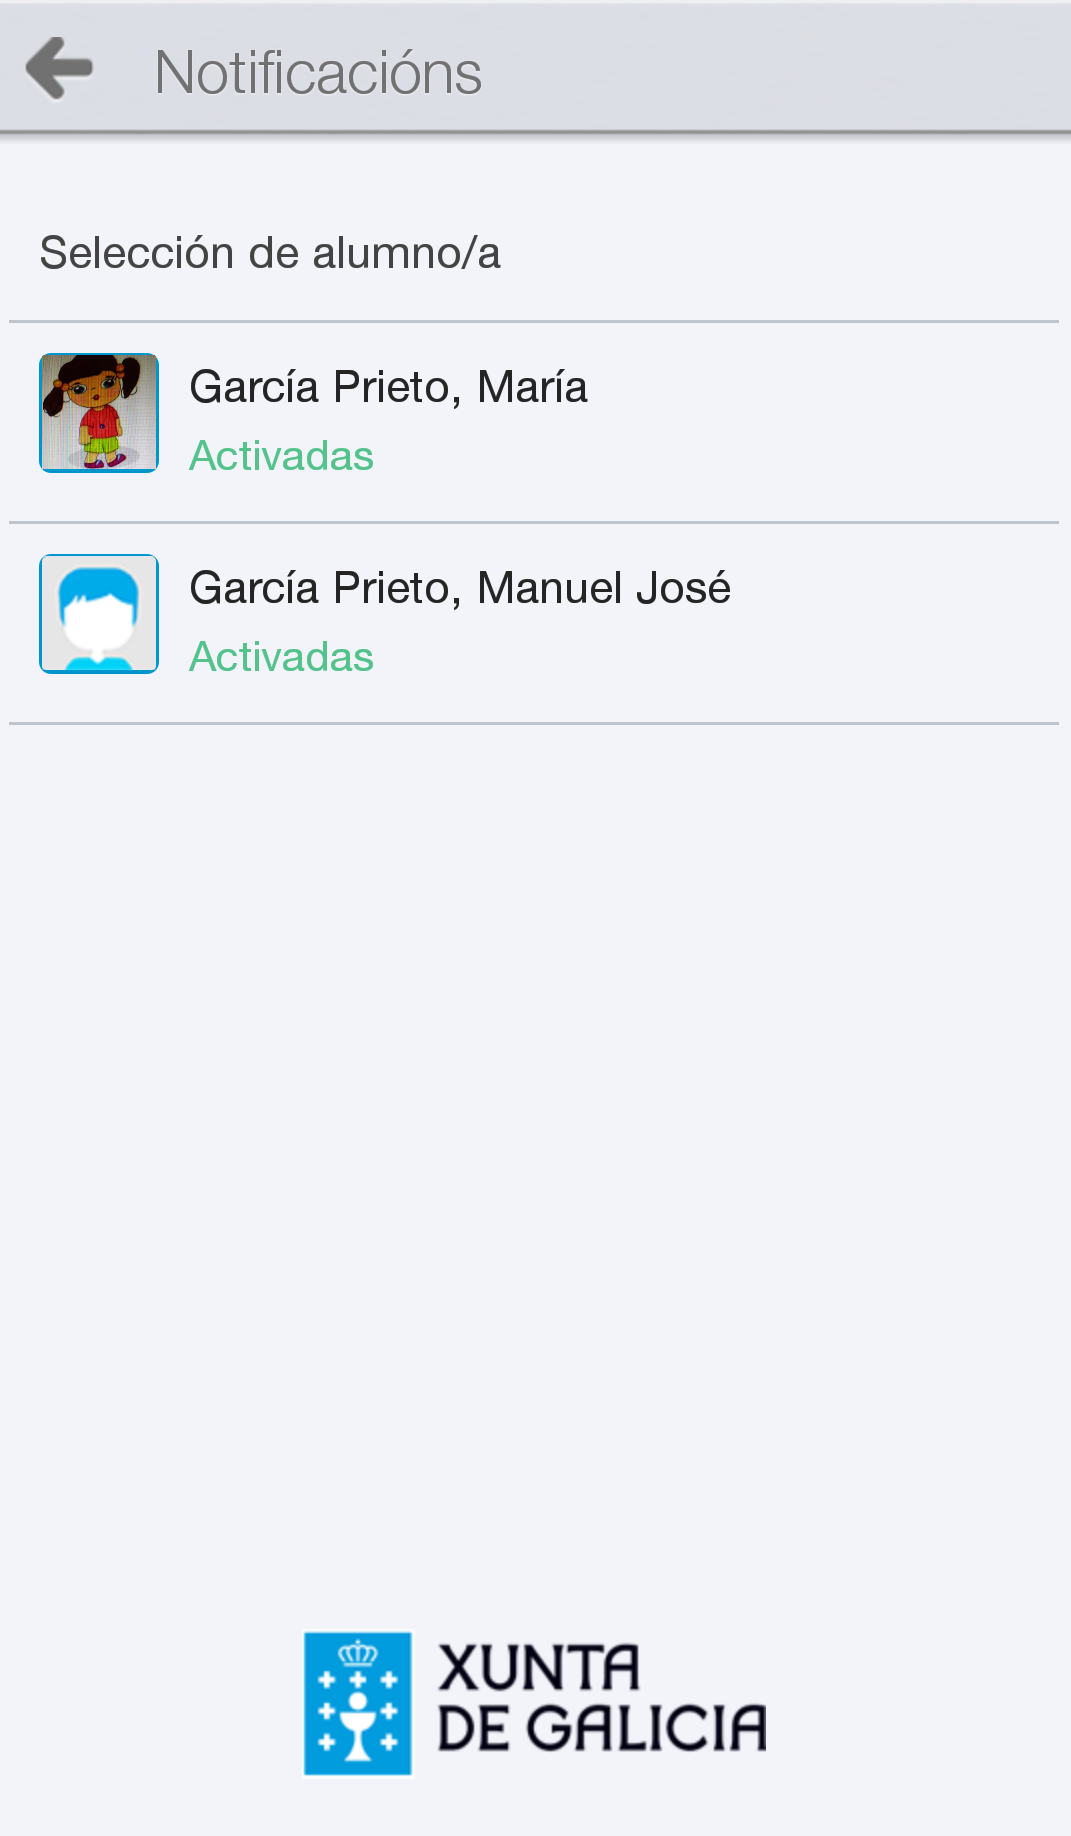 Notificacións
Selección de alumno/a
García Prieto, María
Activadas
García Prieto, Manuel José
Activadas
XUNTA
DE GALICIA